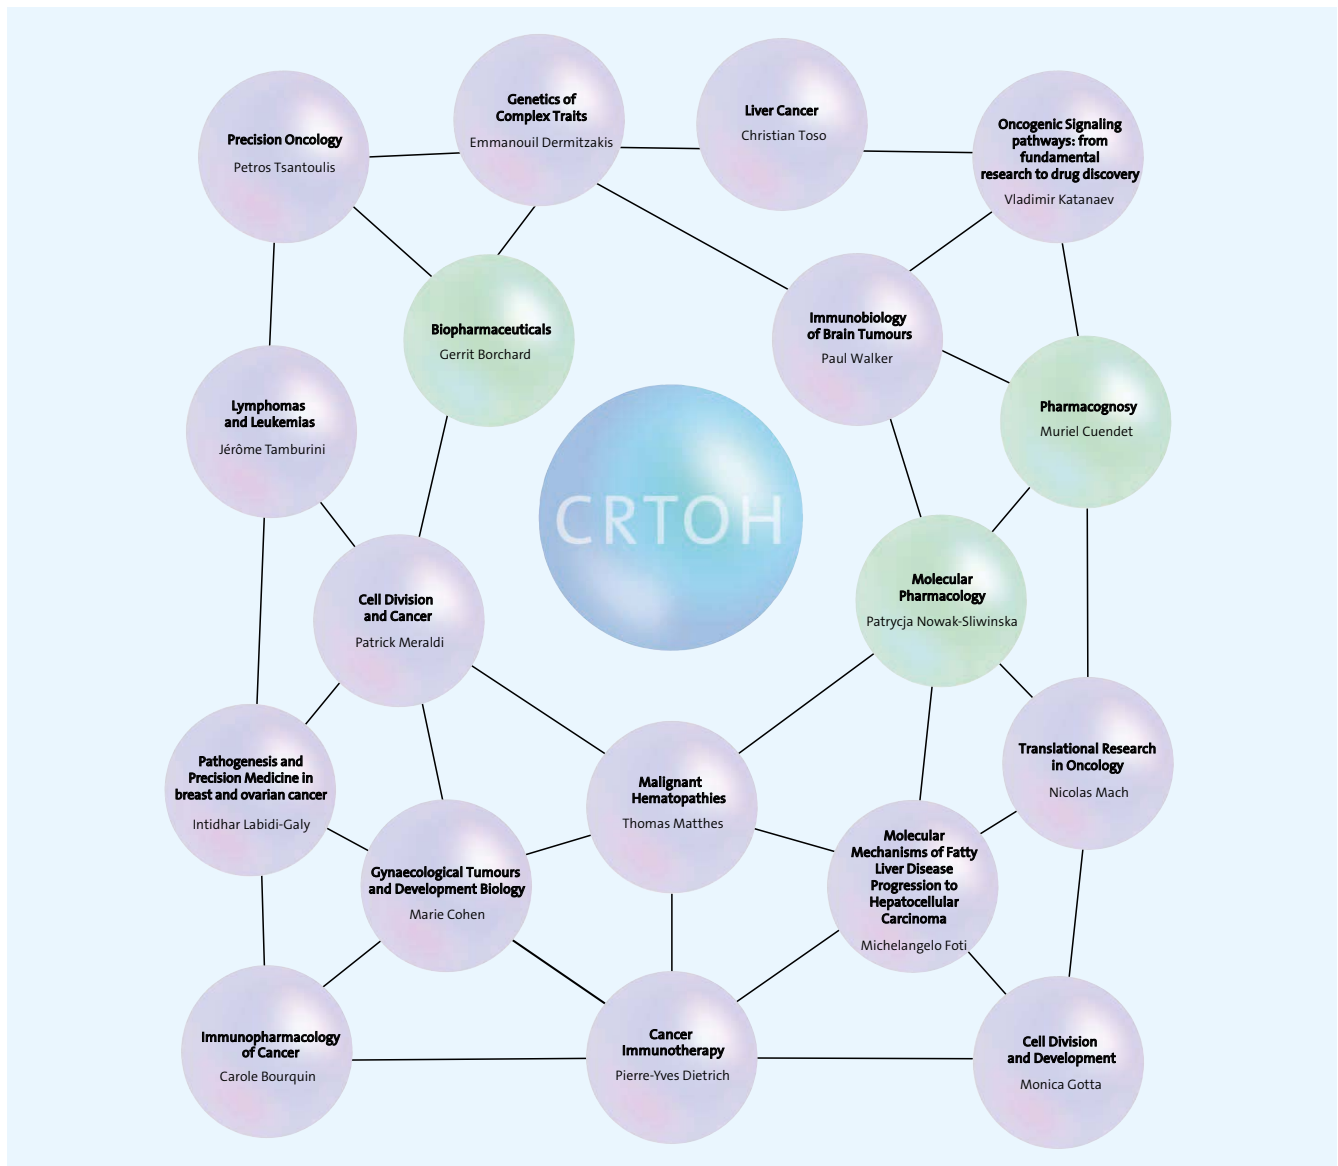 Genetics of
Complex Traits
Emmanouil Dermitzakis
Liver Cancer
Christian Toso
Precision Oncology
Petros Tsantoulis
Oncogenic Signaling
pathways: from
fundamental
research to drug discovery
Vladimir Katanaev
Biopharmaceuticals
Gerrit Borchard
Immunobiology
of Brain Tumours
Paul Walker
Lymphomas
and Leukemias
Jérôme Tamburini
Pharmacognosy
Muriel Cuendet
CRTOH
Cell Division
and Cancer
Patrick Meraldi
Molecular
Pharmacology
Patrycja Nowak-Sliwinska
Pathogenesis and
Precision Medicine in
breast and ovarian cancer
Intidhar Labidi-Galy
Malignant
Hematopathies
Thomas Matthes
Translational Research
in Oncology
Nicolas Mach
Gynaecological Tumours
and Development Biology
Marie Cohen
Molecular
Mechanisms of Fatty
Liver Disease
Progression to
Hepatocellular
Carcinoma
Michelangelo Foti
Immunopharmacology
of Cancer
Carole Bourquin
Cancer
Immunotherapy
Pierre-Yves Dietrich
Cell Division
and Development
Monica Gotta